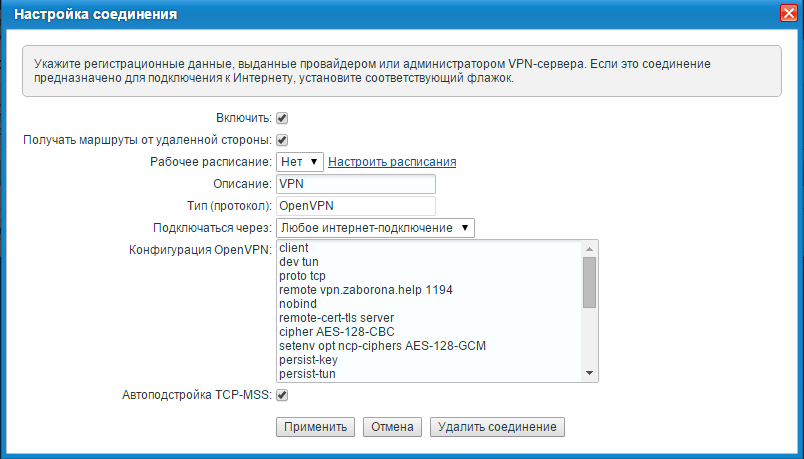 Настройка соединения
Укажите регистрационные данные, выданные провайдером или администратором VPN-сервера. Если это соединение
предназначено для подключения к Интернету, установите соответствующий флажок.
Включить:
Получать маршруты от удаленной стороны:
Рабочее расписание: Нет Настроить расписания
Описание: VPN
Тип (протокол): OpenVPN
Подключаться через: Любое интернет-подключение
Конфигурация OpenVPN: client
dev tun
proto tcp
remote vpn.zaborona.help 1194
nobind
remote-cert-tls server
cipher AES-128-CBC
setenv opt ncp-ciphers AES-128-GCM
persist-key
persist-tun
Автоподстройка TCP-MSS:
Применить Отмена Удалить соединение